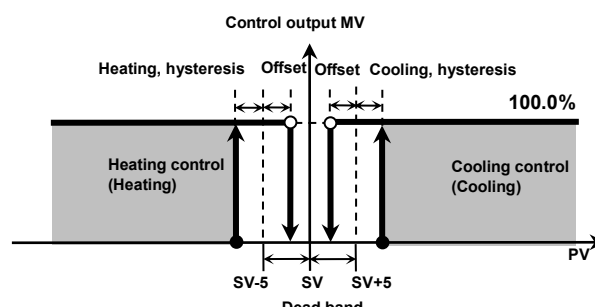 Control output MV
Heating, hysteresis Offset Offset Cooling, hysteresis
100.0%
Heating control
(Heating)
Cooling control
(Cooling)
PV
SV-5 SV SV+5
Dead band